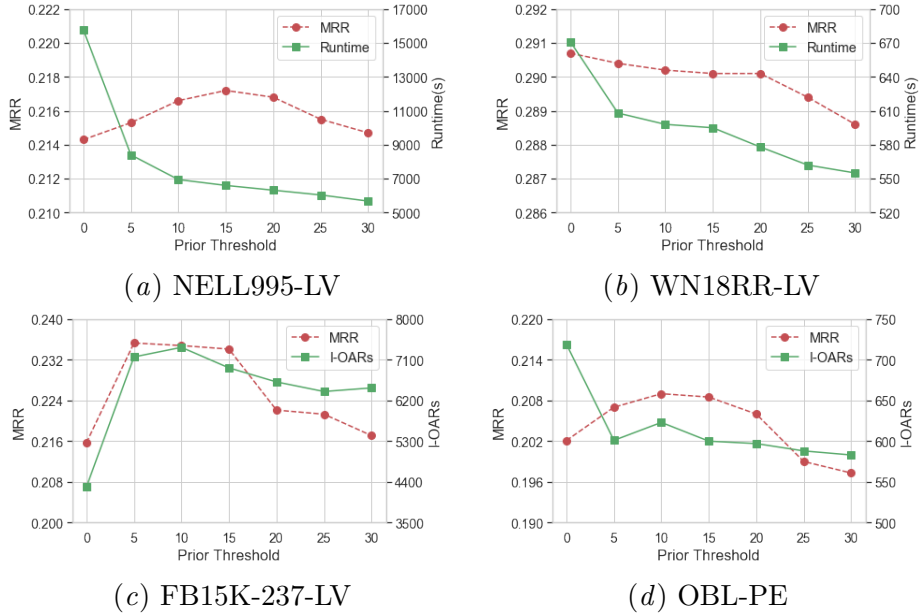 0.222
0.220
0.218
0.216
0.214
0.212
0.210
MRR
MRR
Runtime
17000
15000
13000
11000
9000
7000
5000
Runtime(s)
0 5 10 15 20 25 30
Prior Threshold
(a) NELL995-LV
0.292
0.291
0.290
0.289
0.288
0.287
0.286
MRR
MRR
Runtime
700
670
640
610
580
550
520
Runtime(s)
0 5 10 15 20 25 30
Prior Threshold
(b) WN18RR-LV
0.240
0.232
0.224
0.216
0.208
0.200
MRR
MRR
I-OARs
8000
7100
6200
5300
4400
3500
I-OARs
0 5 10 15 20 25 30
Prior Threshold
(c) FB15K-237-LV
0.220
0.214
0.208
0.202
0.196
0.190
MRR
MRR
I-OARs
750
700
650
600
550
500
I-OARs
0 5 10 15 20 25 30
Prior Threshold
(d) OBL-PE